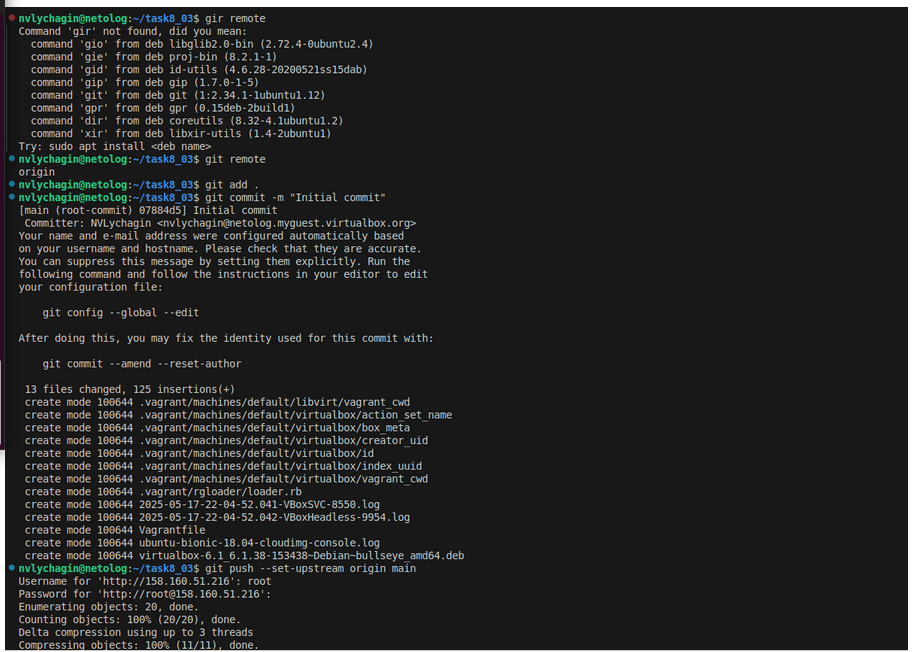 nvlychagin@netolog:~/task8_03$ gir remote
Command 'gir' not found, did you mean:
  command 'gio' from deb libglib2.0-bin (2.72.4-0ubuntu2.4)
  command 'gie' from deb proj-bin (8.2.1-1)
  command 'gid' from deb id-utils (4.6.28-20200521ss15dab)
  command 'gip' from deb gip (1.7.0-1-5)
  command 'git' from deb git (1:2.34.1-1ubuntu1.12)
  command 'gpr' from deb gpr (0.15deb-2build1)
  command 'dir' from deb coreutils (8.32-4.1ubuntu1.2)
  command 'xir' from deb libxir-utils (1.4-2ubuntu1)
Try: sudo apt install <deb name>
nvlychagin@netolog:~/task8_03$ git remote
origin
nvlychagin@netolog:~/task8_03$ git add .
nvlychagin@netolog:~/task8_03$ git commit -m "Initial commit"
[main (root-commit) 07884d5] Initial commit
 Committer: NVLychagin <nvlychagin@netolog.myguest.virtualbox.org>
Your name and e-mail address were configured automatically based
on your username and hostname. Please check that they are accurate.
You can suppress this message by setting them explicitly. Run the
following command and follow the instructions in your editor to edit
your configuration file:
    git config --global --edit
After doing this, you may fix the identity used for this commit with:
    git commit --amend --reset-author
 13 files changed, 125 insertions(+)
 create mode 100644 .vagrant/machines/default/libvirt/vagrant_cwd
 create mode 100644 .vagrant/machines/default/virtualbox/action_set_name
 create mode 100644 .vagrant/machines/default/virtualbox/box_meta
 create mode 100644 .vagrant/machines/default/virtualbox/creator_uid
 create mode 100644 .vagrant/machines/default/virtualbox/id
 create mode 100644 .vagrant/machines/default/virtualbox/index_uuid
 create mode 100644 .vagrant/machines/default/virtualbox/vagrant_cwd
 create mode 100644 .vagrant/rgloader/loader.rb
 create mode 100644 2025-05-17-22-04-52.041-VBoxSVC-8550.log
 create mode 100644 2025-05-17-22-04-52.042-VBoxHeadless-9954.log
 create mode 100644 Vagrantfile
 create mode 100644 ubuntu-bionic-18.04-cloudimg-console.log
 create mode 100644 virtualbox-6.1_6.1.38-153438~Debian~bullseye_amd64.deb
nvlychagin@netolog:~/task8_03$ git push --set-upstream origin main
Username for 'http://158.160.51.216': root
Password for 'http://root@158.160.51.216':
Enumerating objects: 20, done.
Counting objects: 100% (20/20), done.
Delta compression using up to 3 threads
Compressing objects: 100% (11/11), done.